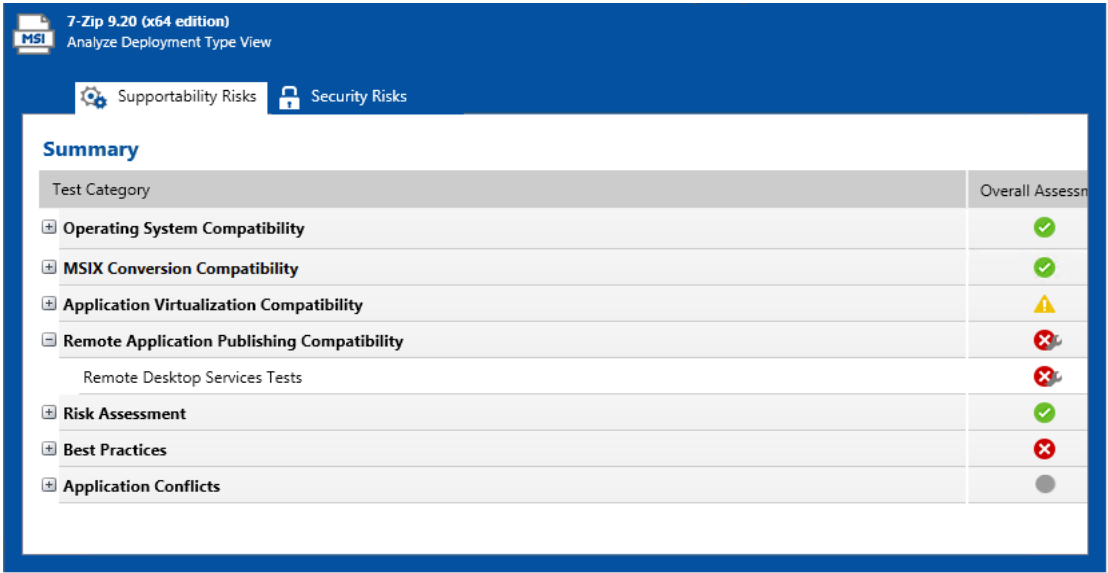 MSI
7-Zip 9.20 (x64 edition)
Analyze Deployment Type View
Supportability Risks
Security Risks
Summary
Test Category Overall Assessm
Operating System Compatibility
MSIX Conversion Compatibility
Application Virtualization Compatibility
Remote Application Publishing Compatibility
Remote Desktop Services Tests
Risk Assessment
Best Practices
Application Conflicts